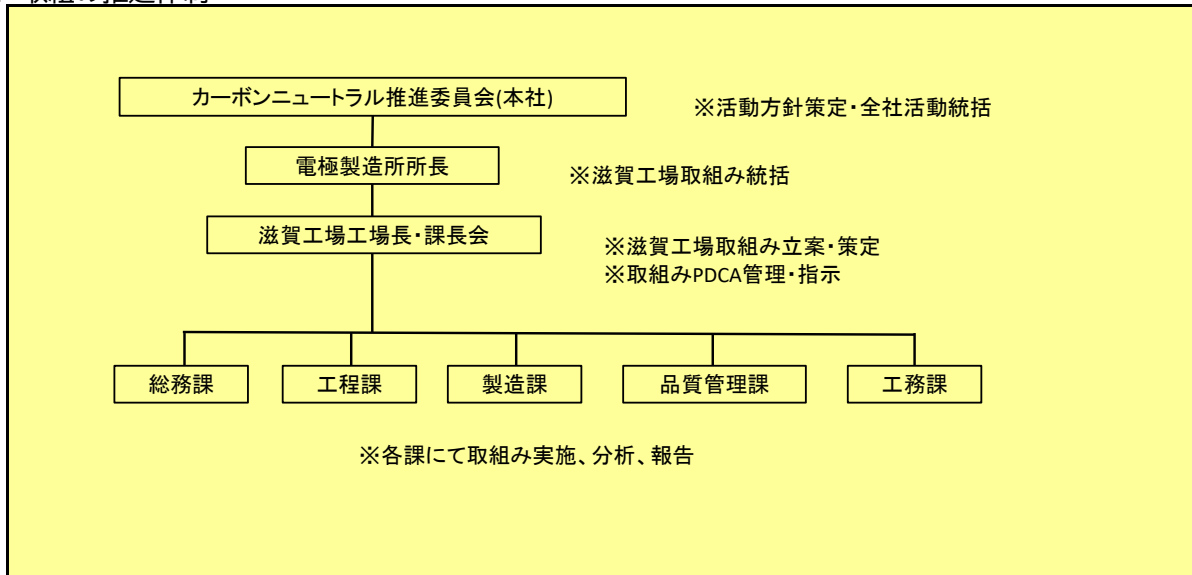 カーボンニュートラル推進委員会(本社)
※活動方針策定・全社活動統括
電極製造所所長
※滋賀工場取組み統括
滋賀工場工場長・課長会
※滋賀工場取組み立案・策定
※取組みPDCA管理・指示
総務課
工程課
製造課
品質管理課
工務課
※各課にて取組み実施、分析、報告